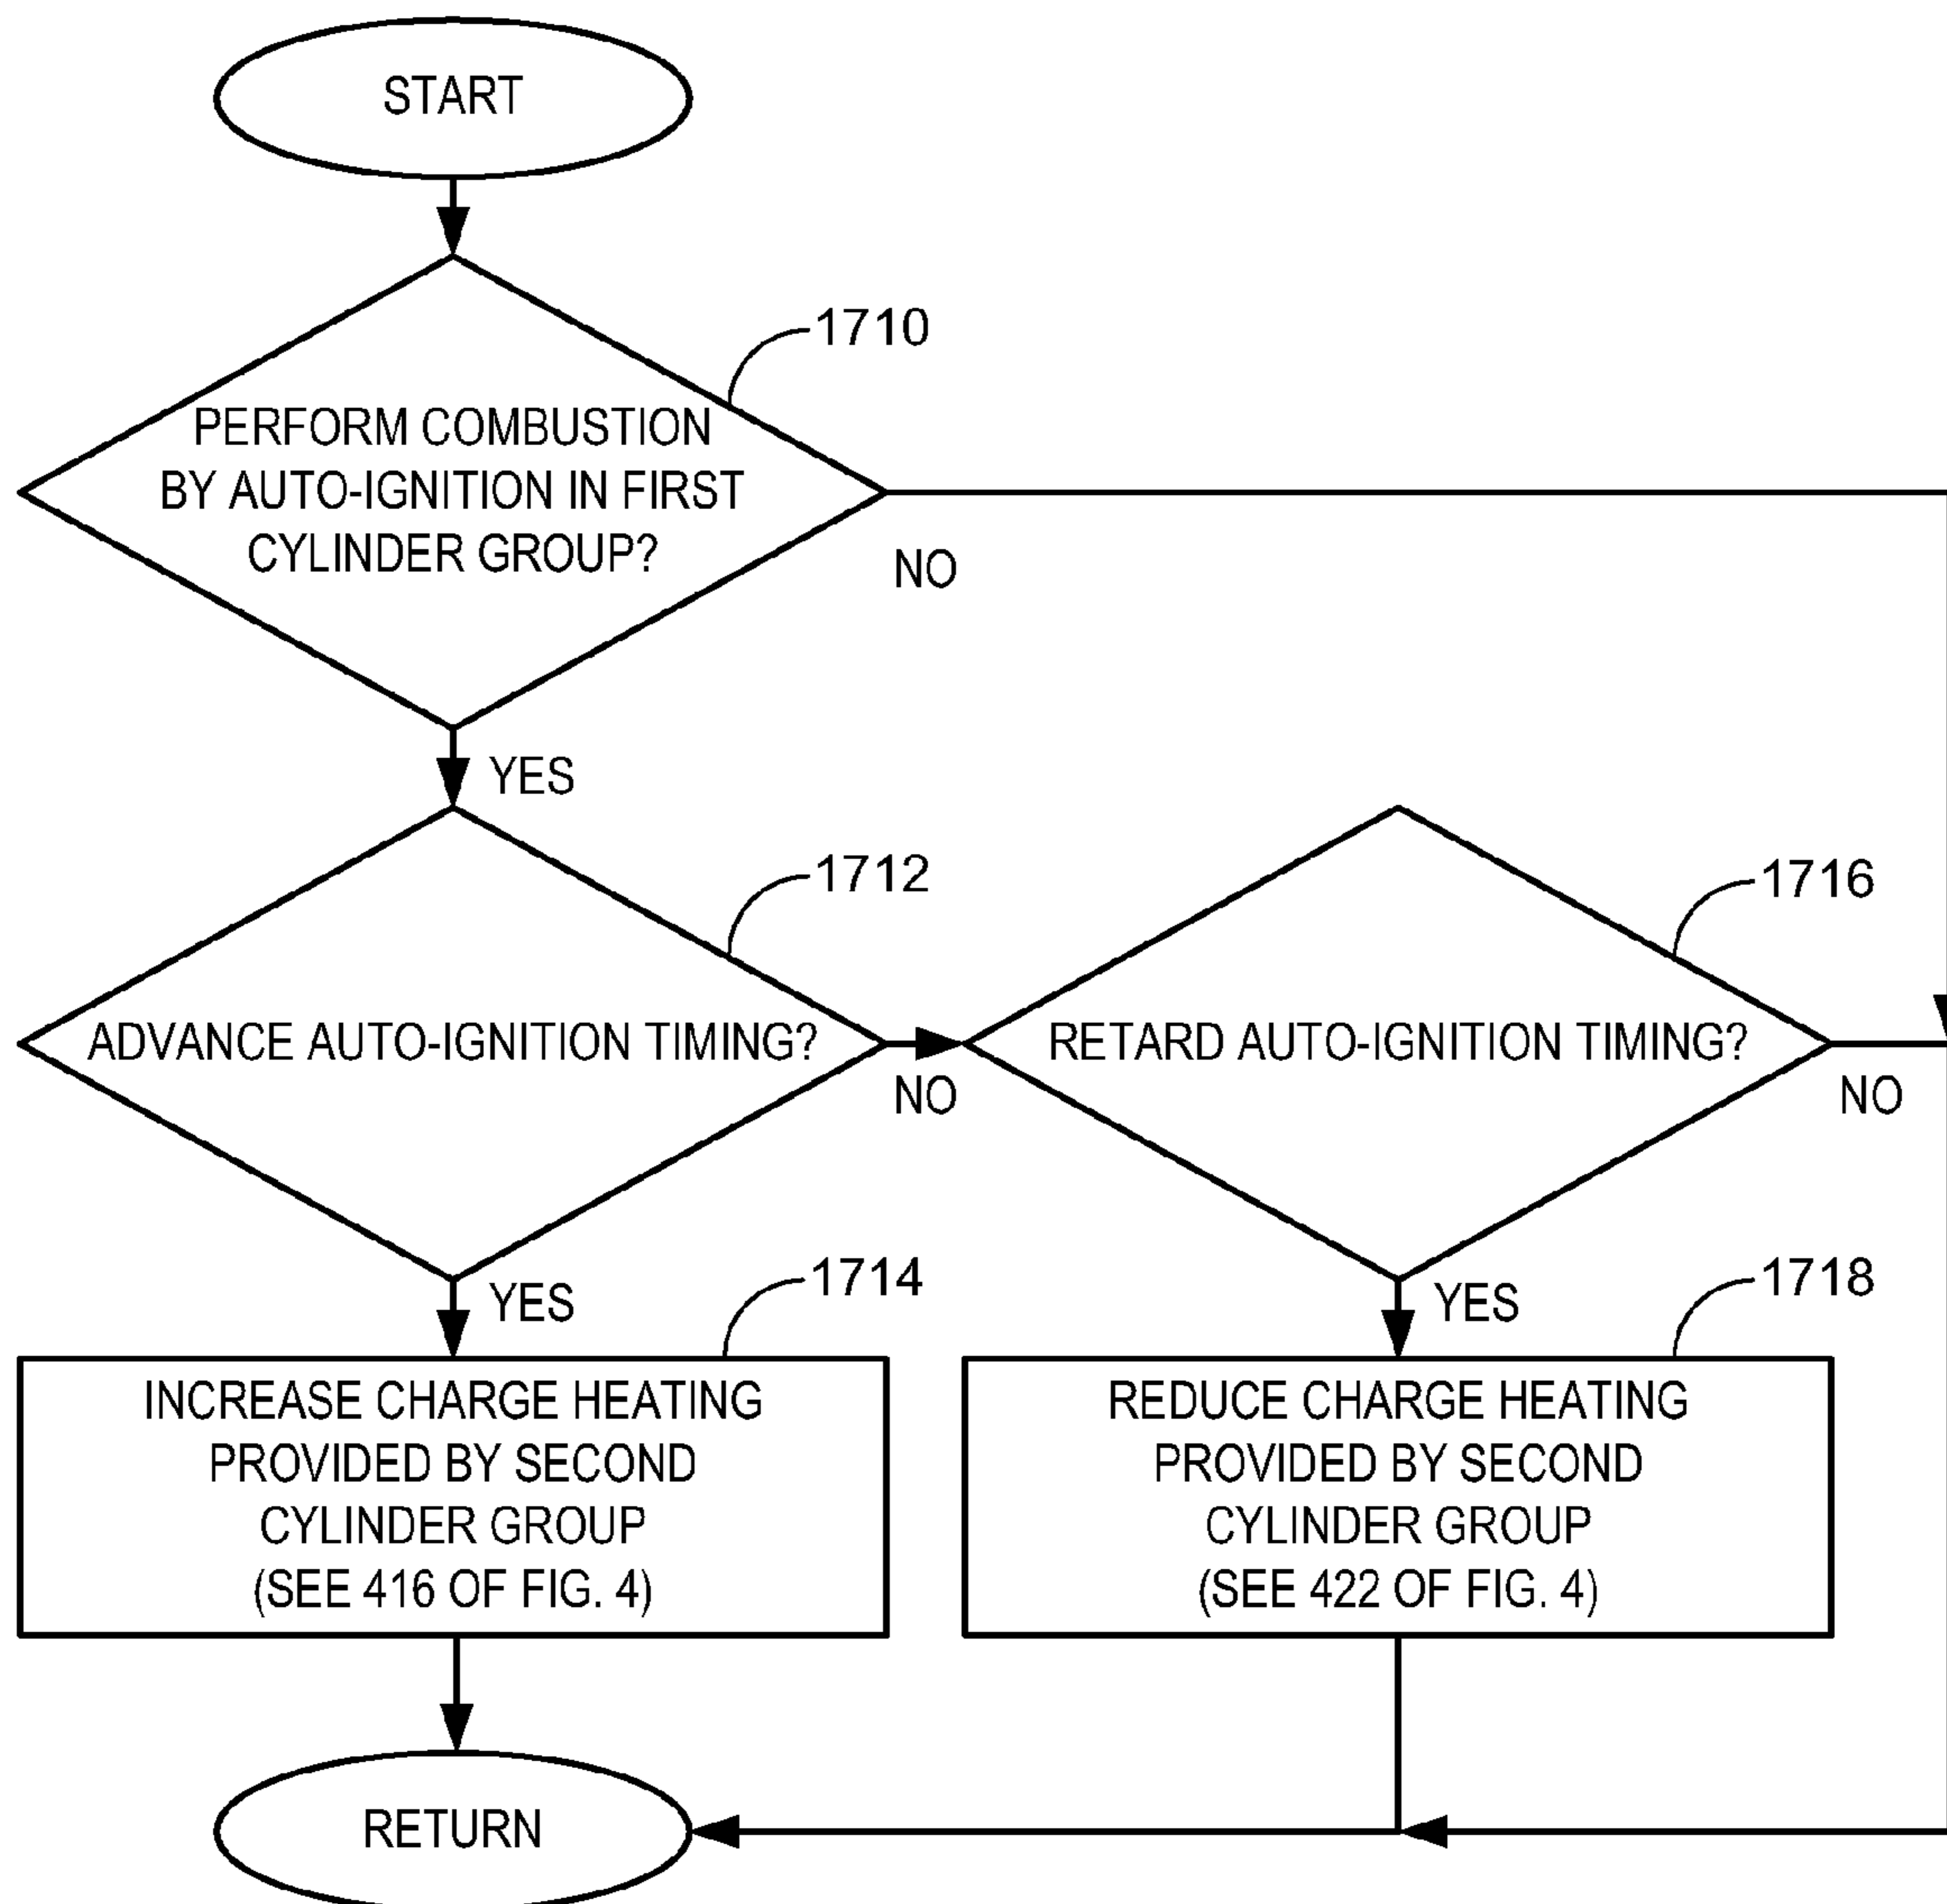 START
1710
PERFORM COMBUSTION
BY AUTO-IGNITION IN FIRST
CYLINDER GROUP?
NO
YES
1712
1716
ADVANCE AUTO-IGNITION TIMING?
RETARD AUTO-IGNITION TIMING?
NO
NO
YES
1714
YES
1718
INCREASE CHARGE HEATING
PROVIDED BY SECOND
CYLINDER GROUP
(SEE 416 OF FIG. 4)
REDUCE CHARGE HEATING
PROVIDED BY SECOND
CYLINDER GROUP
(SEE 422 OF FIG. 4)
RETURN